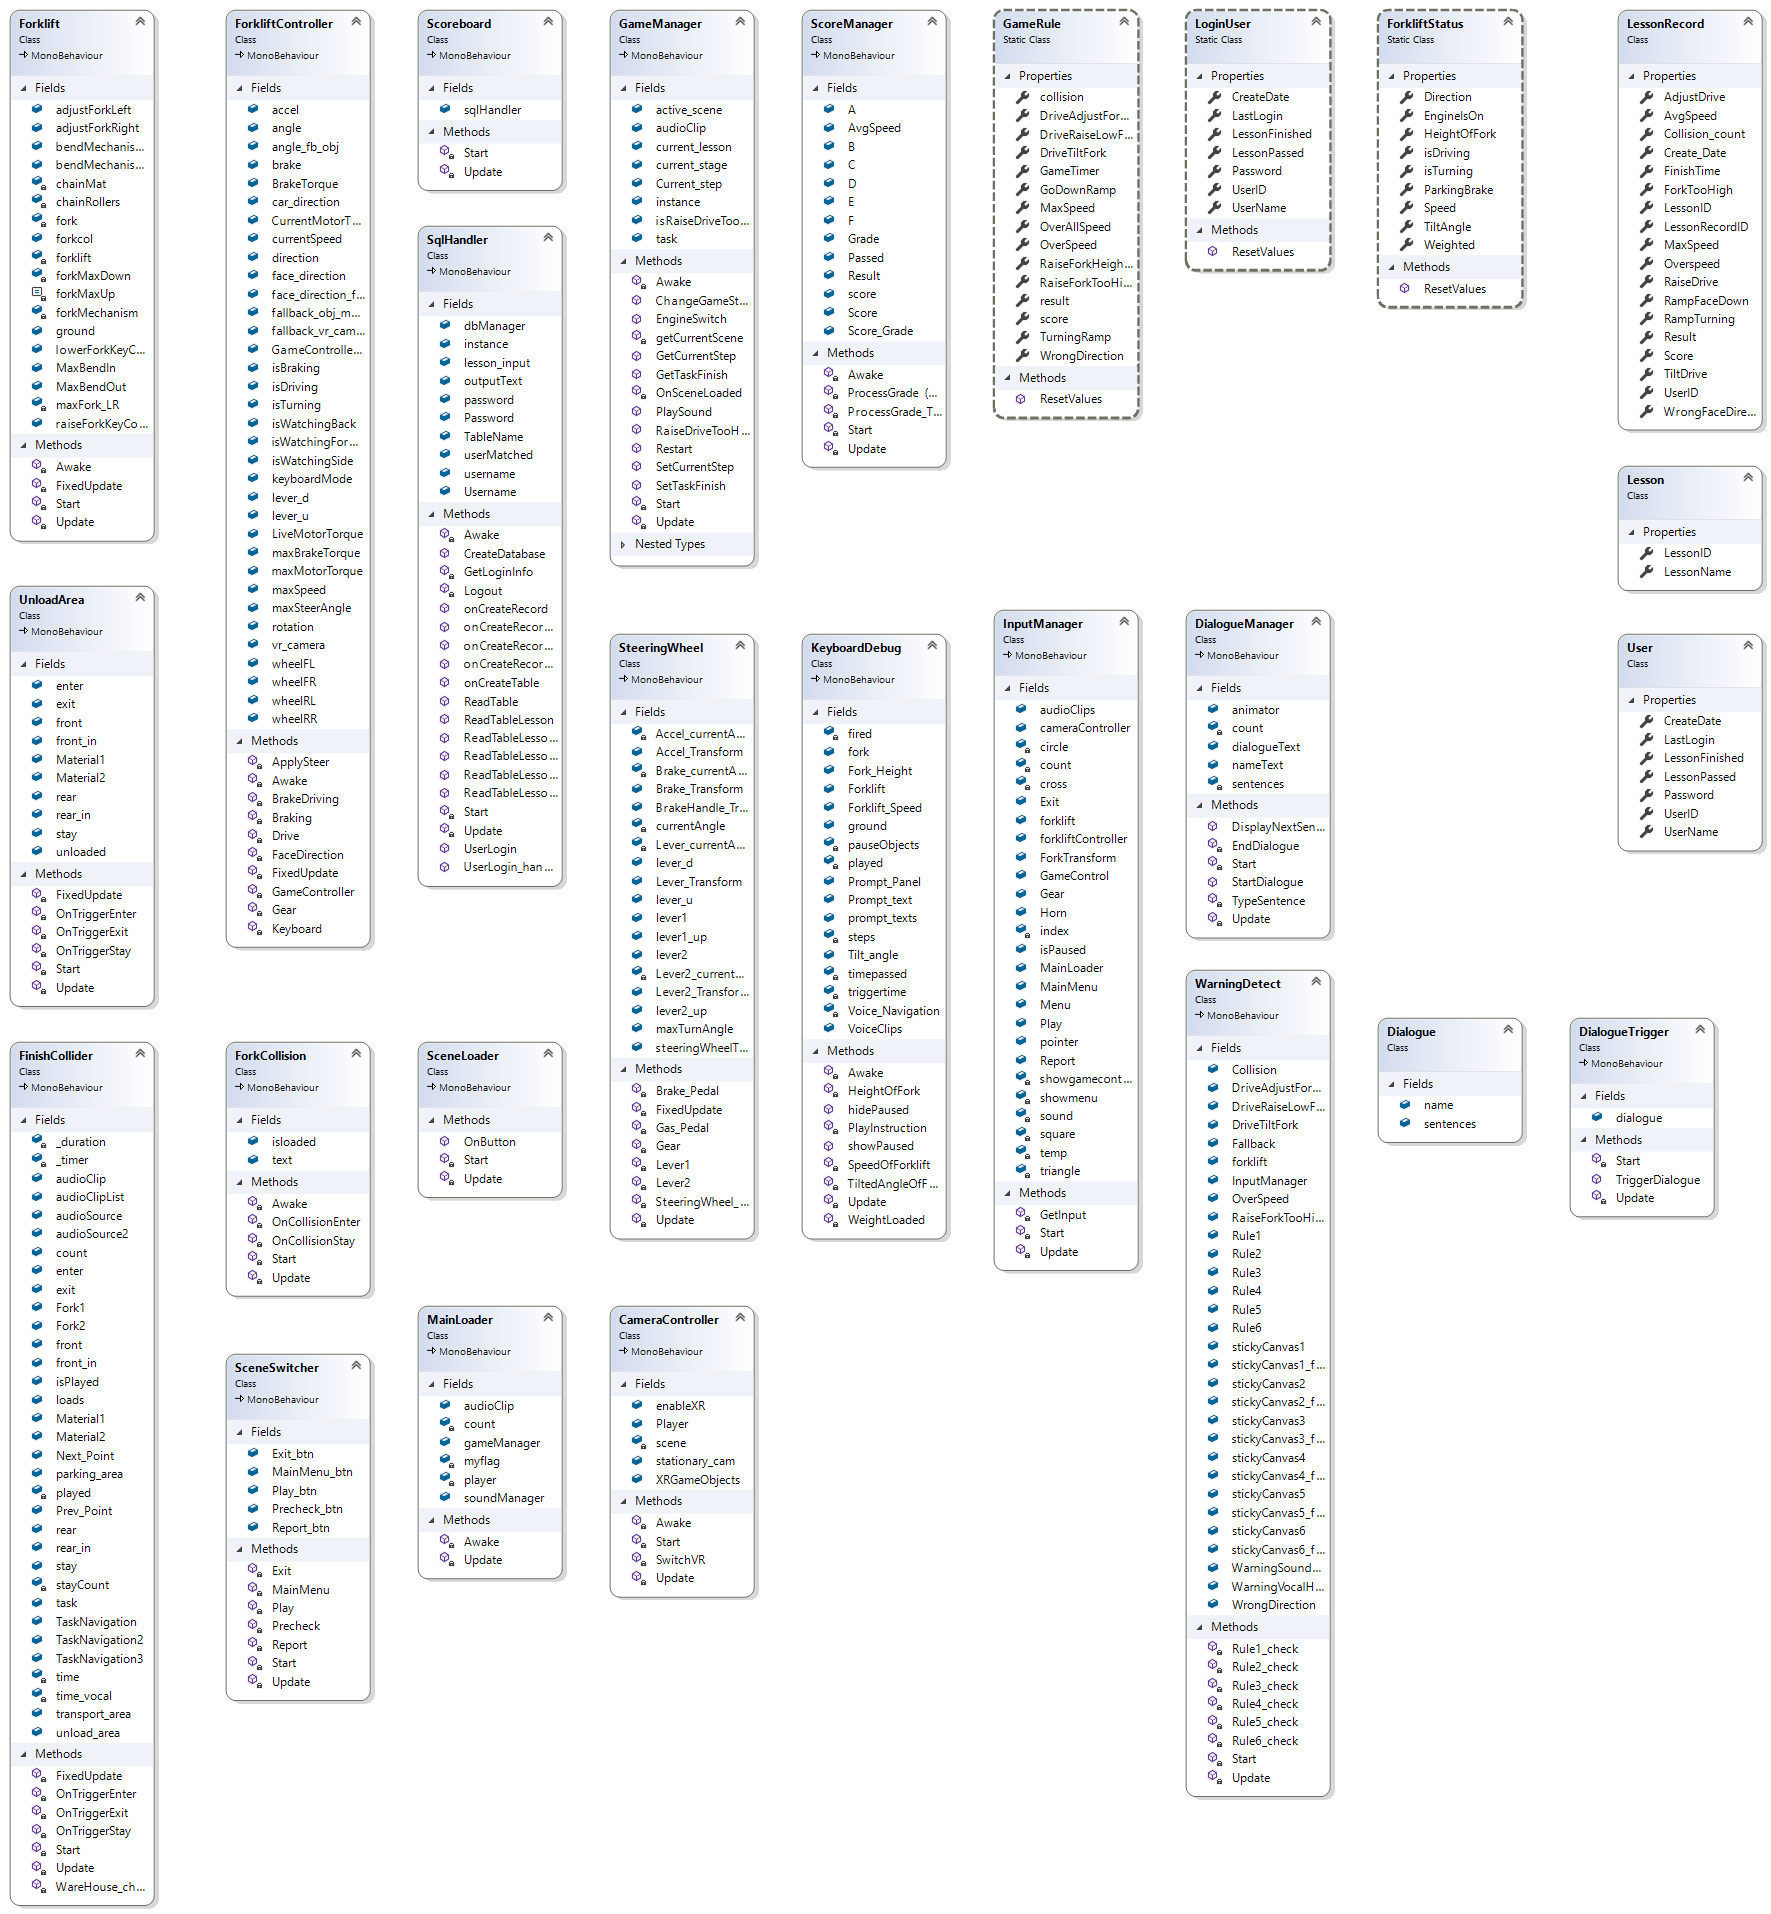 Forklift
Class
MonoBehaviour
Fields
adjustForkLeft
adjustForkRight
bendMechanis...
bendMechanis...
chainMat
chainRollers
fork
forkcol
forklift
forkMaxDown
forkMaxUp
forkMechanism
ground
lowerForkKeyC...
MaxBendIn
MaxBendOut
maxFork_LR
raiseForkKeyCo...
Methods
Awake
FixedUpdate
Start
Update
UnloadArea
Class
MonoBehaviour
Fields
enter
exit
front
front_in
Material1
Material2
rear
rear_in
stay
unloaded
Methods
FixedUpdate
OnTriggerEnter
OnTriggerExit
OnTriggerStay
Start
Update
FinishCollider
Class
MonoBehaviour
Fields
_duration
_timer
audioClip
audioClipList
audioSource
audioSource2
count
enter
exit
Fork1
Fork2
front
front_in
isPlayed
loads
Material1
Material2
Next_Point
parking_area
played
Prev_Point
rear
rear_in
stay
stayCount
task
TaskNavigation
TaskNavigation2
TaskNavigation3
time
time_vocal
transport_area
unload_area
Methods
FixedUpdate
OnTriggerEnter
OnTriggerExit
OnTriggerStay
Start
Update
WareHouse_ch...
ForkliftController
Class
MonoBehaviour
Fields
accel
angle
angle_fb_obj
brake
BrakeTorque
car_direction
CurrentMotorT...
currentSpeed
direction
face_direction
face_direction_f...
fallback_obj_m...
fallback_vr_cam...
GameControlle...
isBraking
isDriving
isTurning
isWatchingBack
isWatchingFor...
isWatchingSide
keyboardMode
lever_d
lever_u
LiveMotorTorque
maxBrakeTorque
maxMotorTorque
maxSpeed
maxSteerAngle
rotation
vr_camera
wheelFL
wheelFR
wheelRL
wheelRR
Methods
ApplySteer
Awake
BrakeDriving
Braking
Drive
FaceDirection
FixedUpdate
GameController
Gear
Keyboard
ForkCollision
Class
MonoBehaviour
Fields
isloaded
text
Methods
Awake
OnCollisionEnter
OnCollisionStay
Start
Update
SceneSwitcher
Class
MonoBehaviour
Fields
Exit_btn
MainMenu_btn
Play_btn
Precheck_btn
Report_btn
Methods
Exit
MainMenu
Play
Precheck
Report
Start
Update
Scoreboard
Class
MonoBehaviour
Fields
sqlHandler
Methods
Start
Update
SqlHandler
Class
MonoBehaviour
Fields
dbManager
instance
lesson_input
outputText
password
Password
TableName
userMatched
username
Username
Methods
Awake
CreateDatabase
GetLoginInfo
Logout
onCreateRecord
onCreateRecor...
onCreateRecor...
onCreateRecor...
onCreateTable
ReadTable
ReadTableLesson
ReadTableLesso...
ReadTableLesso...
ReadTableLesso...
ReadTableLesso...
Start
Update
UserLogin
UserLogin_han...
SceneLoader
Class
MonoBehaviour
Methods
OnButton
Start
Update
MainLoader
Class
MonoBehaviour
Fields
audioClip
count
gameManager
myflag
player
soundManager
Methods
Awake
Update
GameManager
Class
MonoBehaviour
Fields
active_scene
audioClip
current_lesson
current_stage
Current_step
instance
isRaiseDriveToo...
task
Methods
Awake
ChangeGameSt...
EngineSwitch
getCurrentScene
GetCurrentStep
GetTaskFinish
OnSceneLoaded
PlaySound
RaiseDriveTooH...
Restart
SetCurrentStep
SetTaskFinish
Start
Update
Nested Types
SteeringWheel
Class
MonoBehaviour
Fields
Accel_currentA...
Accel_Transform
Brake_currentA...
Brake_Transform
BrakeHandle_Tr...
currentAngle
Lever_currentA...
lever_d
Lever_Transform
lever_u
lever1
lever1_up
lever2
Lever2_current...
Lever2_Transfor...
lever2_up
maxTurnAngle
steeringWheelT...
Methods
Brake_Pedal
FixedUpdate
Gas_Pedal
Gear
Lever1
Lever2
SteeringWheel_...
Update
CameraController
Class
MonoBehaviour
Fields
enableXR
Player
scene
stationary_cam
XRGameObjects
Methods
Awake
Start
SwitchVR
Update
ScoreManager
Class
MonoBehaviour
Fields
A
AvgSpeed
B
C
D
E
F
Grade
Passed
Result
score
Score
Score_Grade
Methods
Awake
ProcessGrade (...
ProcessGrade_T...
Start
Update
KeyboardDebug
Class
MonoBehaviour
Fields
fired
fork
Fork_Height
Forklift
Forklift_Speed
ground
pauseObjects
played
Prompt_Panel
Prompt_text
prompt_texts
steps
Tilt_angle
timepassed
triggertime
Voice_Navigation
VoiceClips
Methods
Awake
HeightOfFork
hidePaused
PlayInstruction
showPaused
SpeedOfForklift
TiltedAngleOfF...
Update
WeightLoaded
GameRule
Static Class
Properties
collision
DriveAdjustFor...
DriveRaiseLowF...
DriveTiltFork
GameTimer
GoDownRamp
MaxSpeed
OverAllSpeed
OverSpeed
RaiseForkHeigh...
RaiseForkTooHi...
result
score
TurningRamp
WrongDirection
Methods
ResetValues
InputManager
Class
MonoBehaviour
Fields
audioClips
cameraController
circle
count
cross
Exit
forklift
forkliftController
ForkTransform
GameControl
Gear
Horn
index
isPaused
MainLoader
MainMenu
Menu
Play
pointer
Report
showgamecont...
showmenu
sound
square
temp
triangle
Methods
GetInput
Start
Update
LoginUser
Static Class
Properties
CreateDate
LastLogin
LessonFinished
LessonPassed
Password
UserID
UserName
Methods
ResetValues
DialogueManager
Class
MonoBehaviour
Fields
animator
count
dialogueText
nameText
sentences
Methods
DisplayNextSen...
EndDialogue
Start
StartDialogue
TypeSentence
Update
WarningDetect
Class
MonoBehaviour
Fields
Collision
DriveAdjustFor...
DriveRaiseLowF...
DriveTiltFork
Fallback
forklift
InputManager
OverSpeed
RaiseForkTooHi...
Rule1
Rule2
Rule3
Rule4
Rule5
Rule6
stickyCanvas1
stickyCanvas1_f...
stickyCanvas2
stickyCanvas2_f...
stickyCanvas3
stickyCanvas3_f...
stickyCanvas4
stickyCanvas4_f...
stickyCanvas5
stickyCanvas5_f...
stickyCanvas6
stickyCanvas6_f...
WarningSound...
WarningVocalH...
WrongDirection
Methods
Rule1_check
Rule2_check
Rule3_check
Rule4_check
Rule5_check
Rule6_check
Start
Update
ForkliftStatus
Static Class
Properties
Direction
EngineIsOn
HeightOfFork
isDriving
isTurning
ParkingBrake
Speed
TiltAngle
Weighted
Methods
ResetValues
Dialogue
Class
Fields
name
sentences
DialogueTrigger
Class
MonoBehaviour
Fields
dialogue
Methods
Start
TriggerDialogue
Update
LessonRecord
Class
Properties
AdjustDrive
AvgSpeed
Collision_count
Create_Date
FinishTime
ForkTooHigh
LessonID
LessonRecordID
MaxSpeed
Overspeed
RaiseDrive
RampFaceDown
RampTurning
Result
Score
TiltDrive
UserID
WrongFaceDire...
Lesson
Class
Properties
LessonID
LessonName
User
Class
Properties
CreateDate
LastLogin
LessonFinished
LessonPassed
Password
UserID
UserName